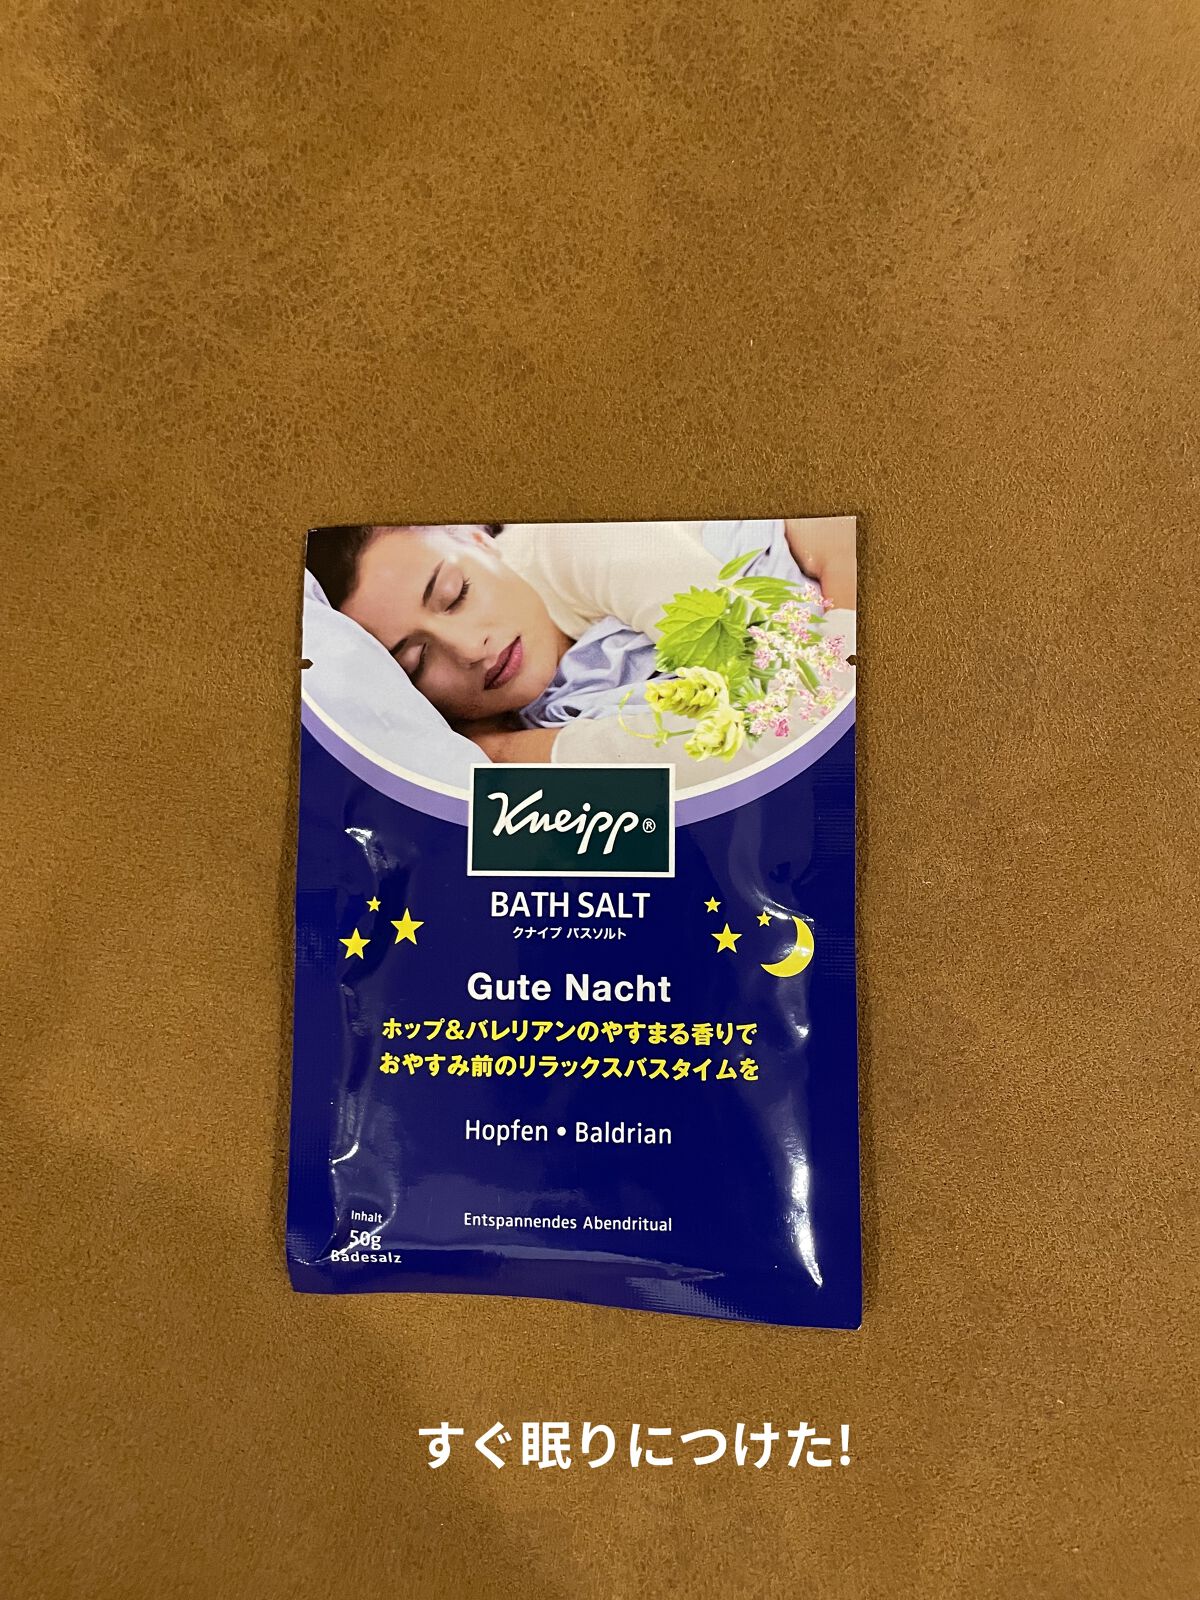 Kneipp®
BATH SALT
クナイプ バスソルト
Gute Nacht
ホップ&バレリアンのやすまる香りで
おやすみ前のリラックスバスタイムを
Hopfen • Baldrian
Entspannendes Abendritual
Inhalt
50g
Badesalz
すぐ眠りにつけた!